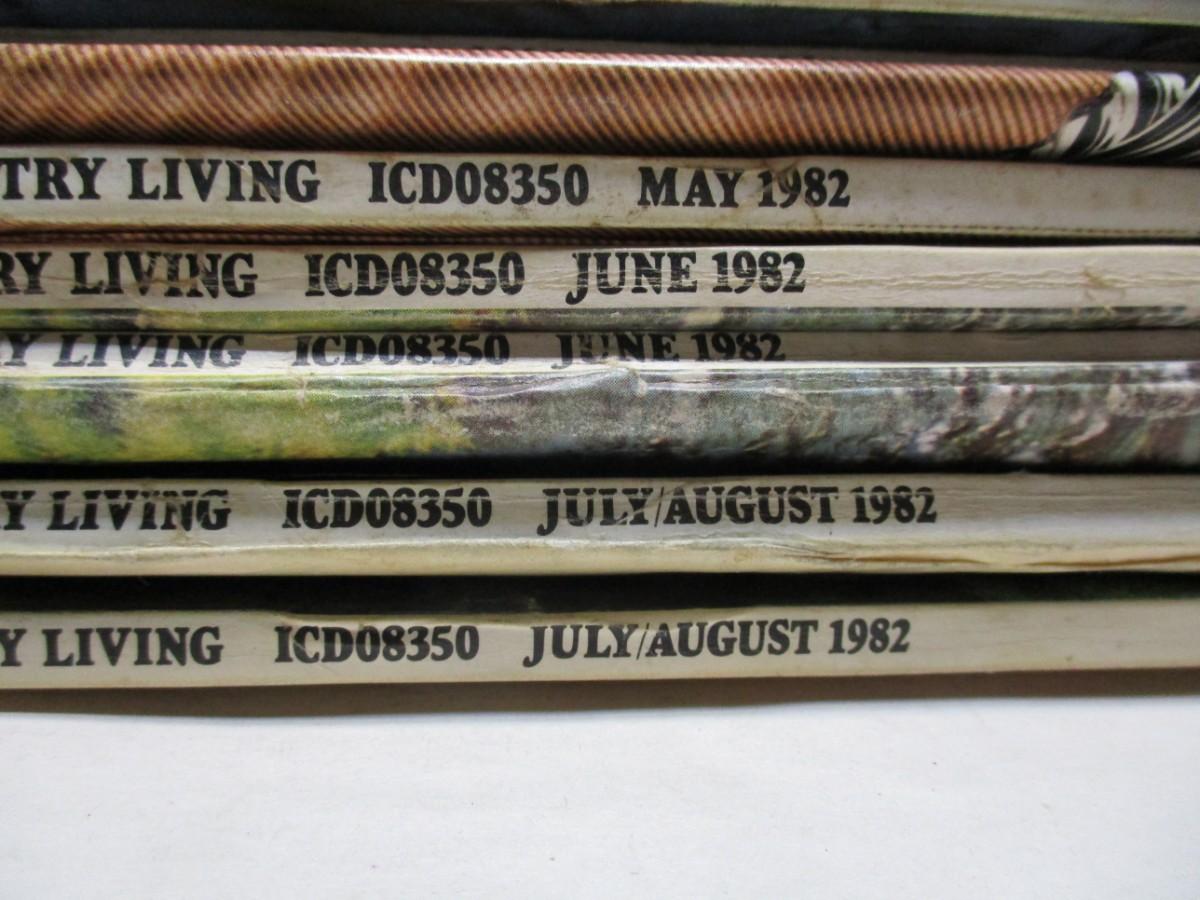 TRY LIVING ICD08350 MAY 1982
RY LIVING ICD08350 JUNE 1982
Y LIVING ICD08350 JUNE 1982
Y LIVING ICD08350 JULY/AUGUST 1982
Y LIVING ICD08350 JULY/AUGUST 1982